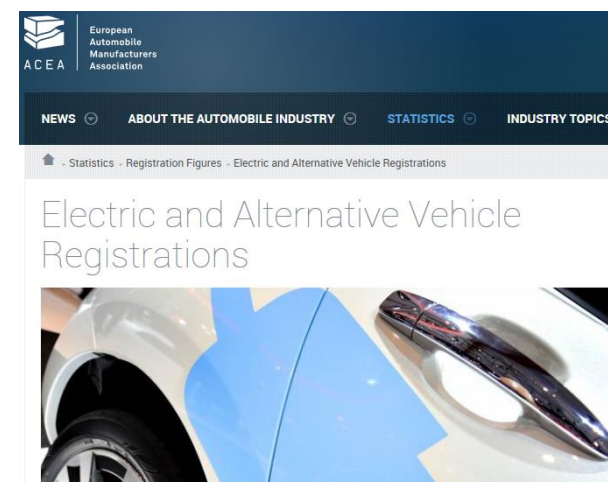 European
Automobile
Manufacturers
Association
ACEA
NEWS ABOUT THE AUTOMOBILE INDUSTRY STATISTICS INDUSTRY TOPICS
- Statistics - Registration Figures - Electric and Alternative Vehicle Registrations
Electric and Alternative Vehicle
Registrations